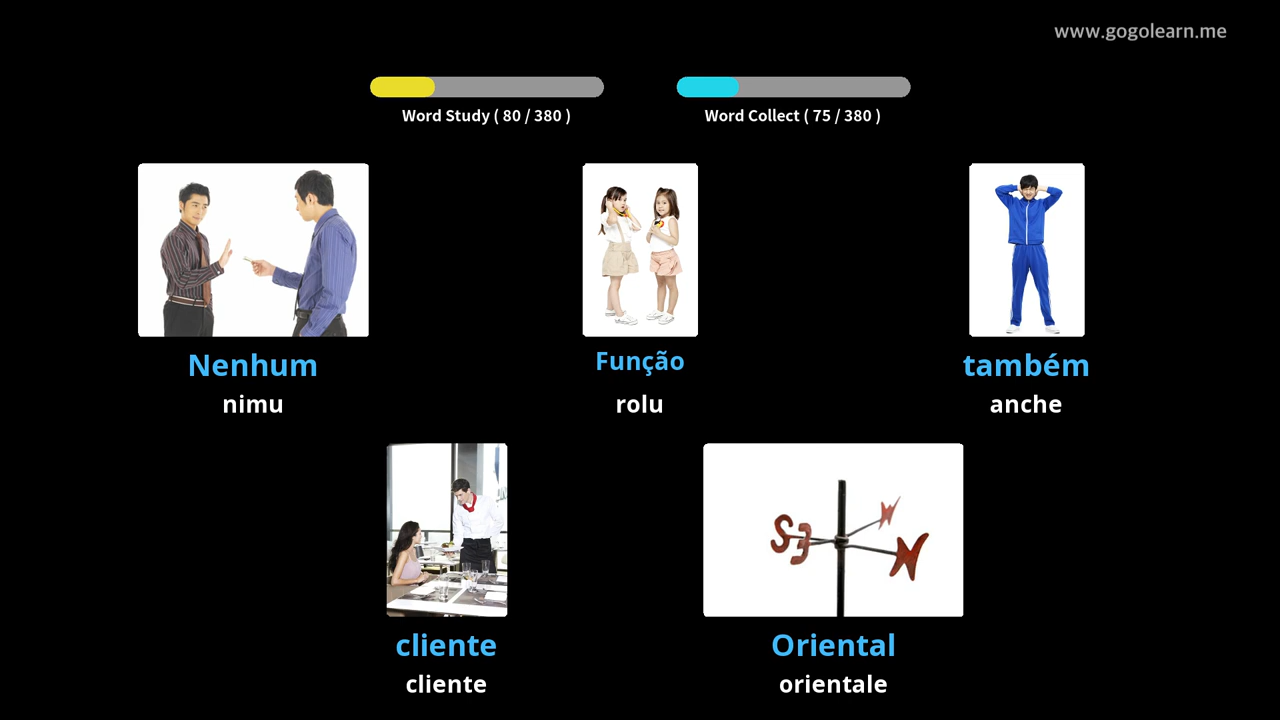 www.gogolearn.me
Word Study ( 80 / 380 )
Word Collect ( 75 / 380 )
Nenhum
nimu
Função
rolu
também
anche
cliente
cliente
Oriental
orientale
S
E
W
N